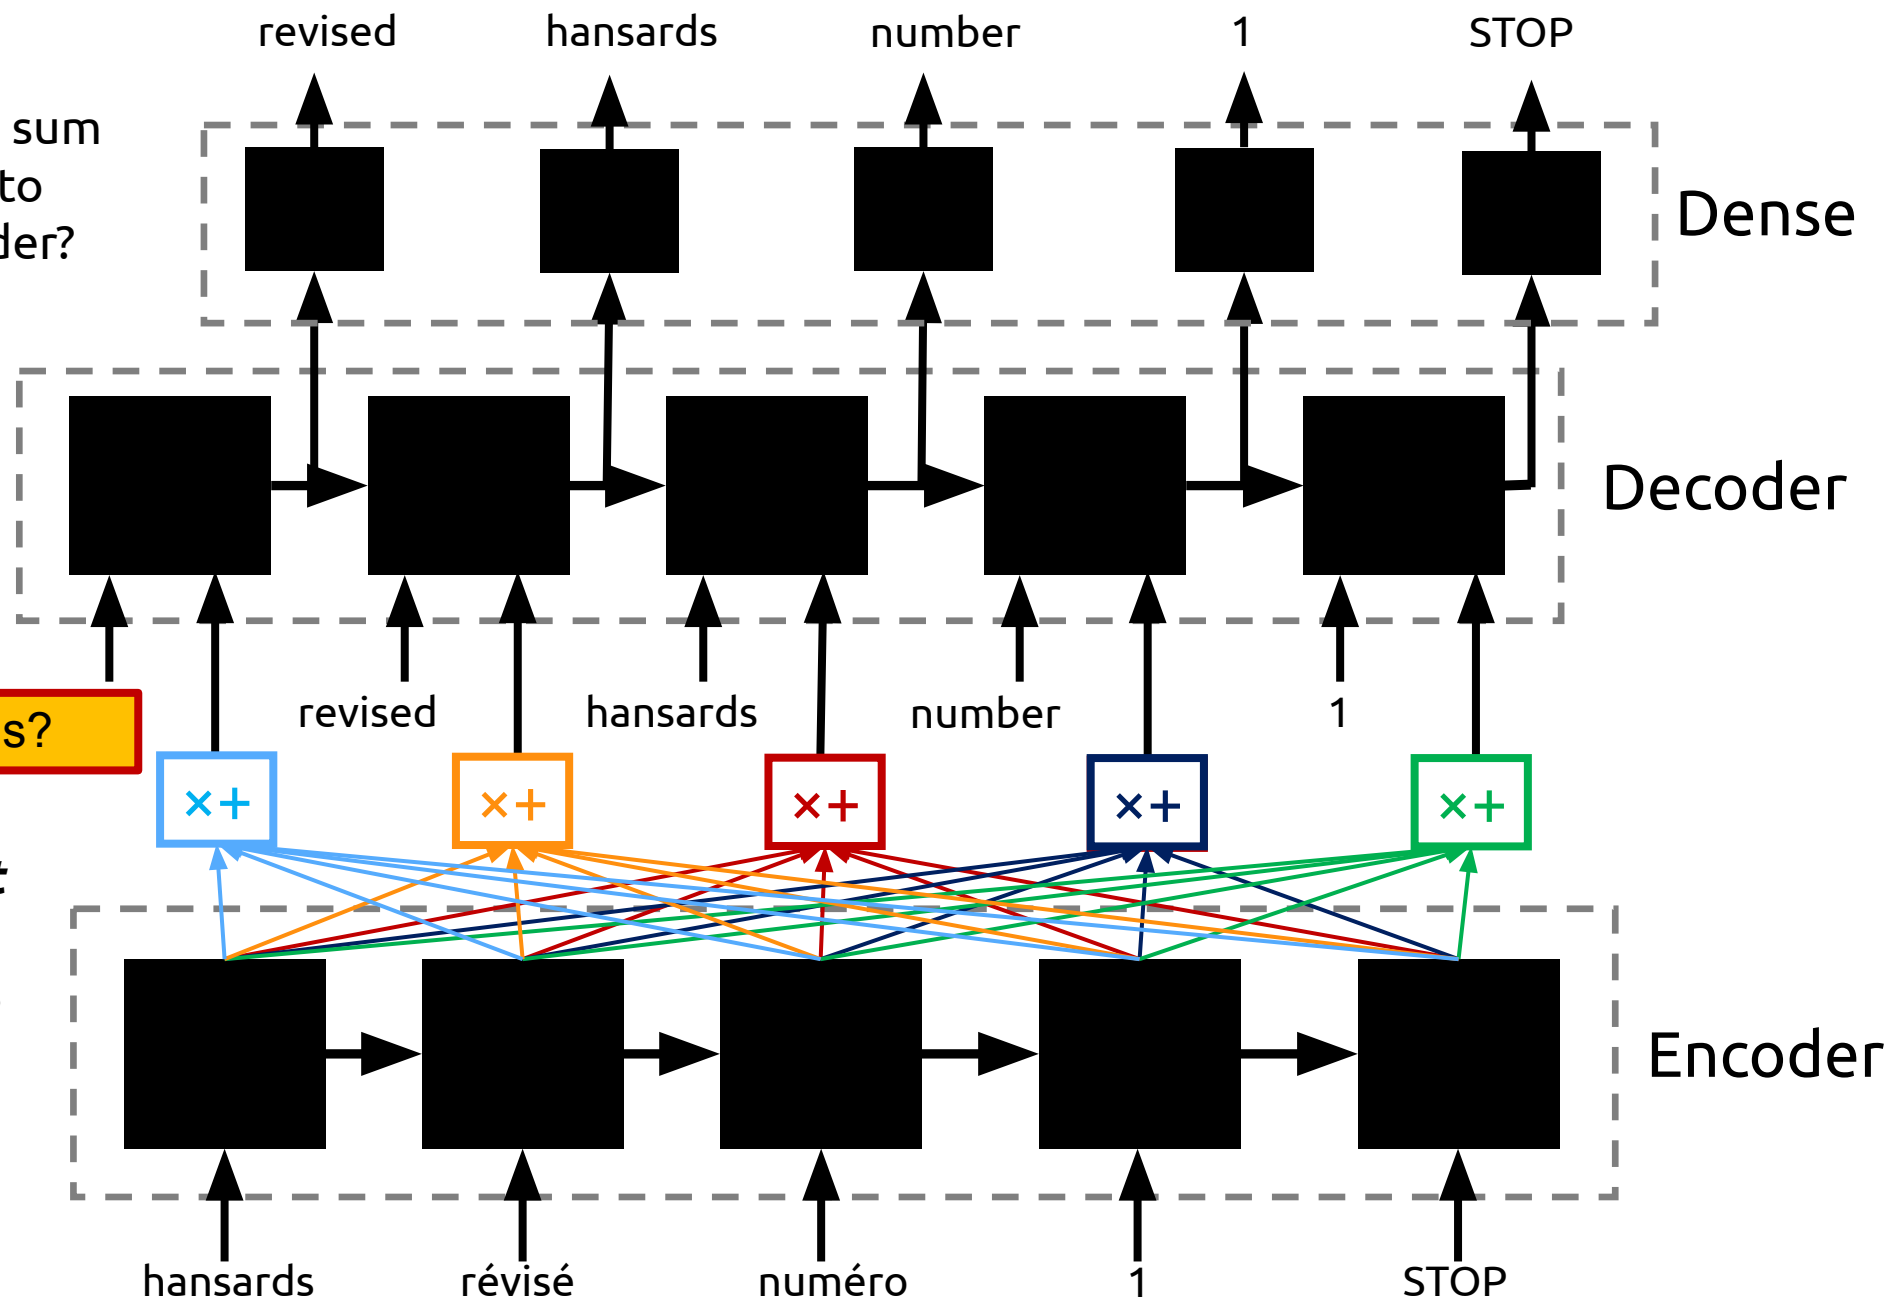 revised hansards number 1 STOP
sum
to
der?
Dense
Decoder
revised hansards number 1
s?
×+ ×+ ×+ ×+ ×+
t
Encoder
hansards révisé numéro 1 STOP